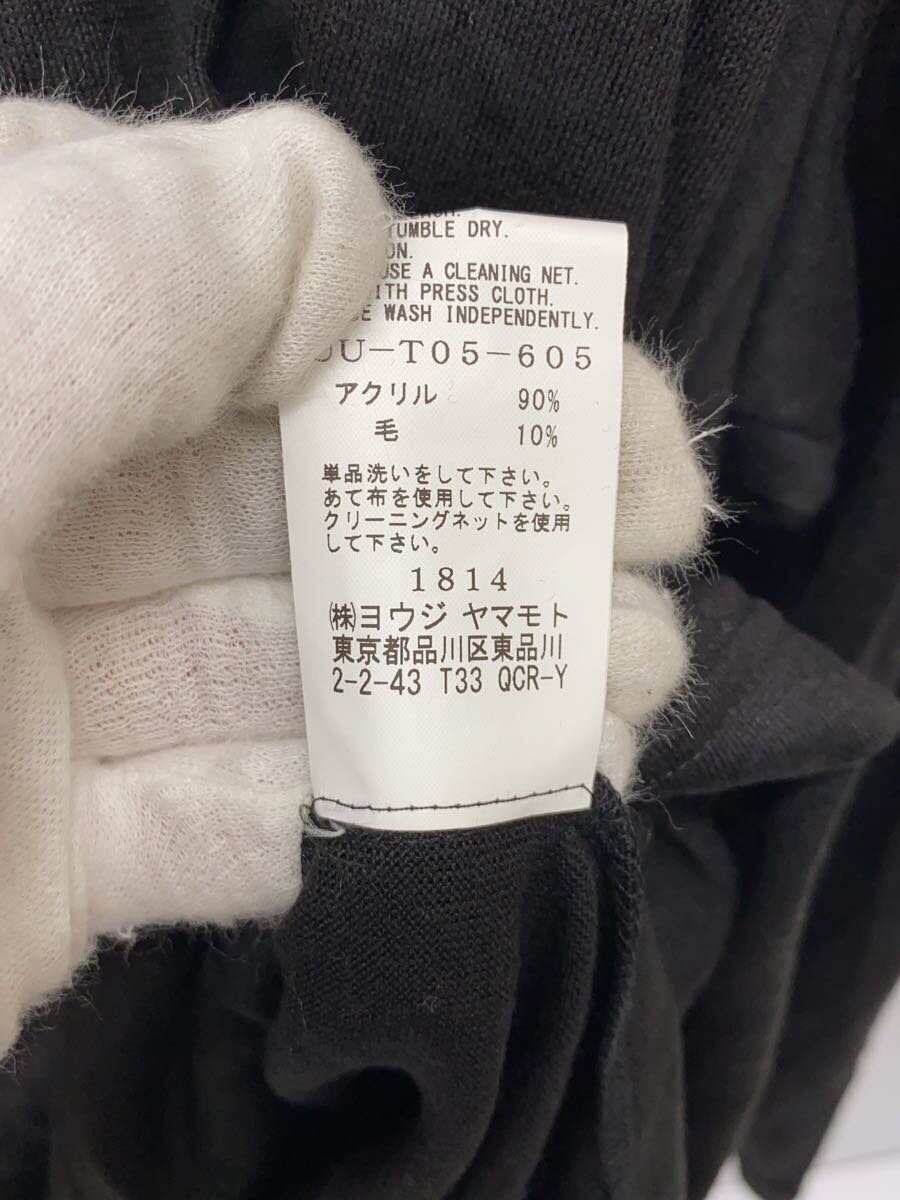 TUMBLE DRY.
USE A CLEANING NET.
WITH PRESS CLOTH.
WASH INDEPENDENTLY.
UU-T05-605
アクリル 90%
毛 10%
単品洗いをして下さい。
あて布を使用して下さい。
クリーニングネットを使用
して下さい。
1814
㈱ヨウジ ヤマモト
東京都品川区東品川
2-2-43 T33 QCR-Y